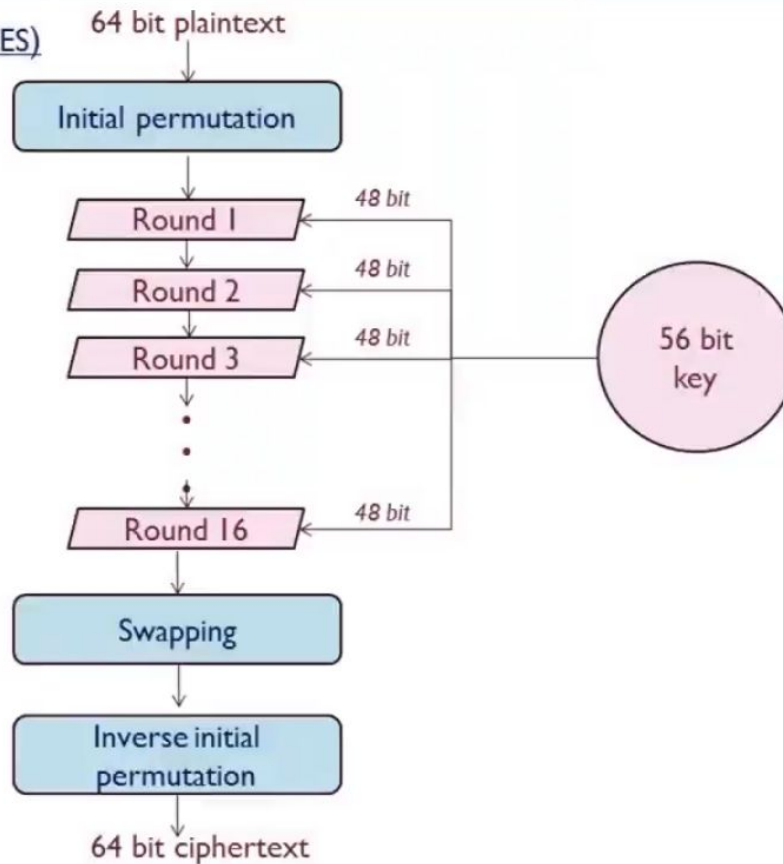 ES)
64 bit plaintext
Initial permutation
Round 1
48 bit
Round 2
48 bit
Round 3
48 bit
56 bit
key
Round 16
48 bit
Swapping
Inverse initial
permutation
64 bit ciphertext